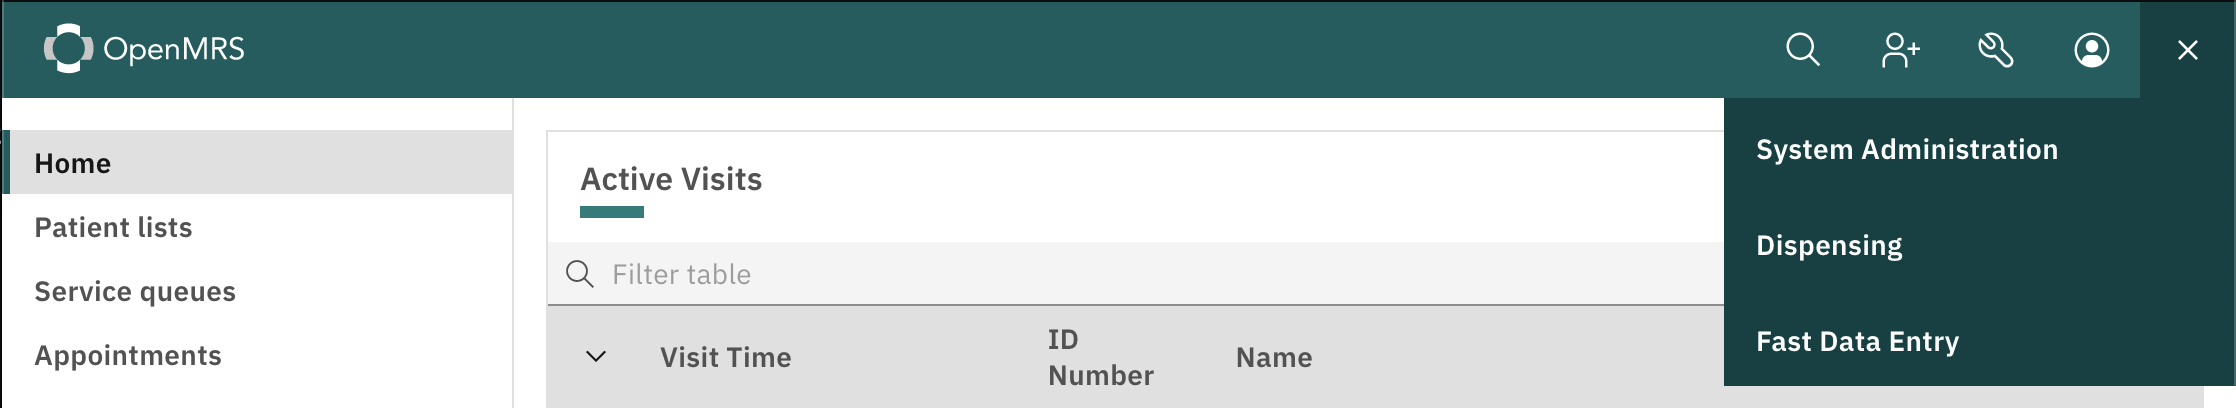 OpenMRS
Home
Patient lists
Service queues
Appointments
Active Visits
Filter table
Visit Time
ID
Number
Name
System Administration
Dispensing
Fast Data Entry